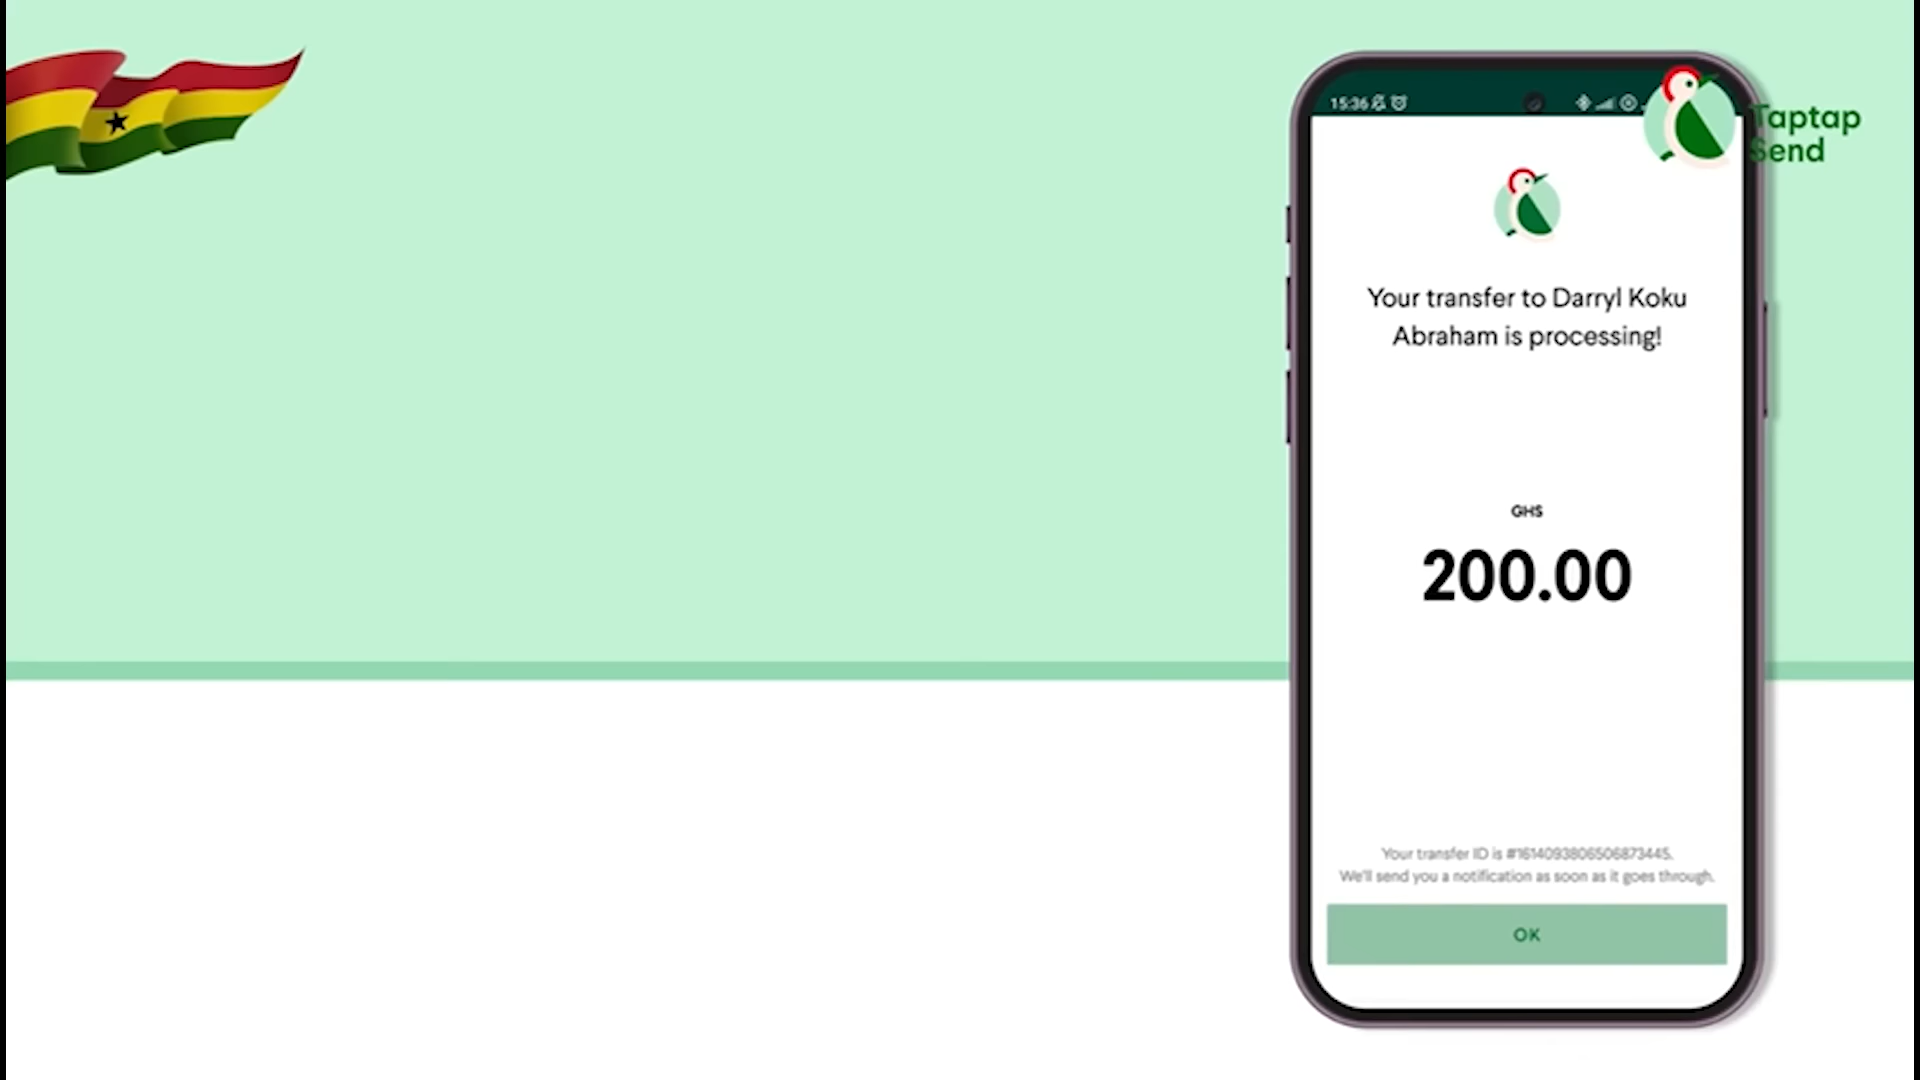 15:36
Taptap
Send
Your transfer to Darryl Koku
Abraham is processing!
GHS
200.00
Your transfer ID is #1614093806506873445.
We'll send you a notification as soon as it goes through.
OK